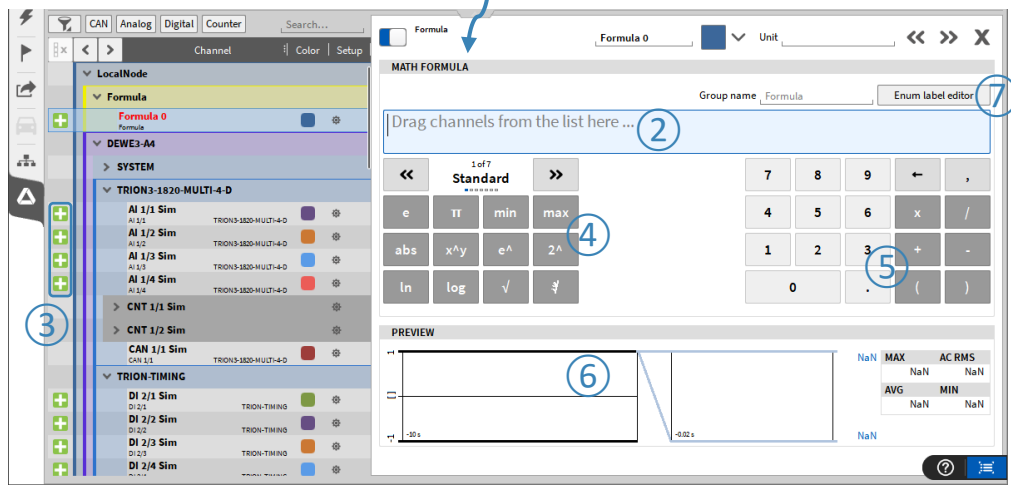 CAN Analog Digital Counter Search...
Channel Color Setup
LocalNode
Formula
Formula 0
Formula
DEWE3-A4
SYSTEM
TRION3-1820-MULTI-4-D
AI 1/1 Sim
AI 1/1 TRION3-1820-MULTI-4-D
AI 1/2 Sim
AI 1/2 TRION3-1820-MULTI-4-D
AI 1/3 Sim
AI 1/3 TRION3-1820-MULTI-4-D
AI 1/4 Sim
AI 1/4 TRION3-1820-MULTI-4-D
3
CNT 1/1 Sim
CNT 1/2 Sim
CAN 1/1 Sim
CAN 1/1 TRION3-1820-MULTI-4-D
TRION-TIMING
DI 2/1 Sim
DI 2/1 TRION-TIMING
DI 2/2 Sim
DI 2/2 TRION-TIMING
DI 2/3 Sim
DI 2/3 TRION-TIMING
DI 2/4 Sim
Formula Formula 0 Unit << >> X
MATH FORMULA
Group name Formula Enum label editor 7
Drag channels from the list here ... 2
<< 1 of 7 >>
Standard
7 8 9 ← ,
e π min max 4 5 6 x /
4
abs x^y e^ 2^ 1 2 3 + -
5
ln log √ ∛ 0 . ( )
PREVIEW
1 NaN MAX AC RMS
NaN NaN
6
0 AVG MIN
NaN NaN
-1 -10 s -0.02 s NaN
?